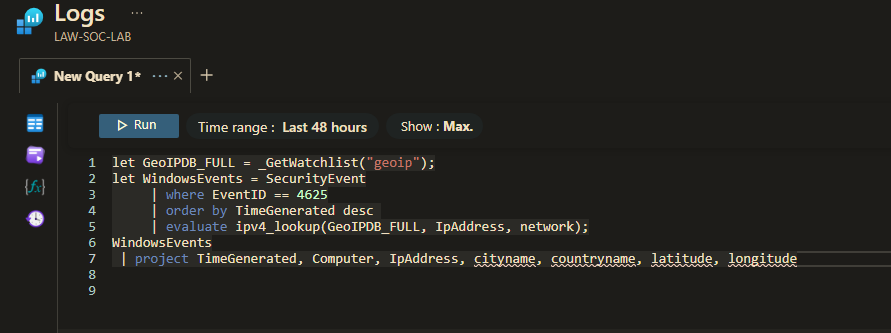 Logs ...
LAW-SOC-LAB
New Query 1* ... × +
Run Time range : Last 48 hours Show : Max.
1 let GeoIPDB_FULL = _GetWatchlist("geoip");
2 let WindowsEvents = SecurityEvent
3 | where EventID == 4625
4 | order by TimeGenerated desc
5 | evaluate ipv4_lookup(GeoIPDB_FULL, IpAddress, network);
6 WindowsEvents
7 | project TimeGenerated, Computer, IpAddress, cityname, countryname, latitude, longitude
8
9